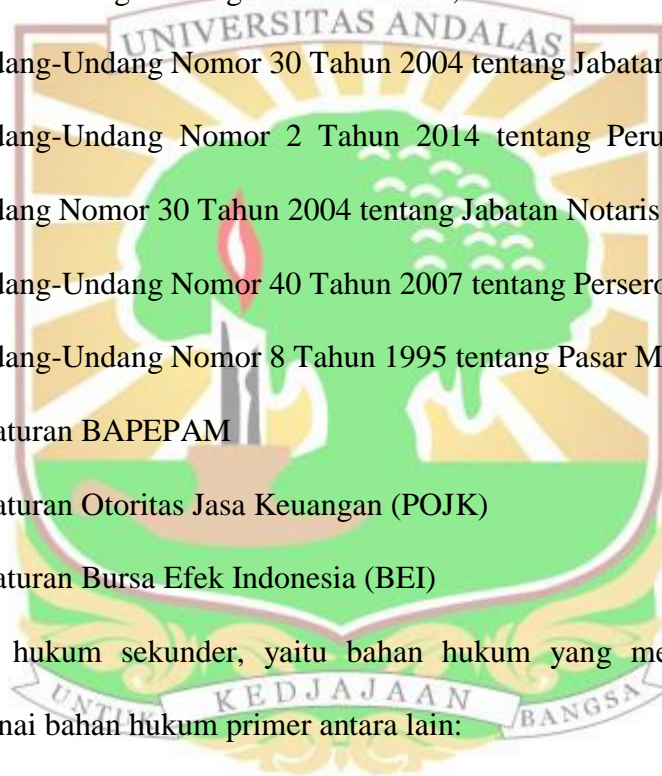 UNIVERSITAS ANDALAS
dang-Undang Nomor 30 Tahun 2004 tentang Jabatan
dang-Undang Nomor 2 Tahun 2014 tentang Peru
dang Nomor 30 Tahun 2004 tentang Jabatan Notaris
dang-Undang Nomor 40 Tahun 2007 tentang Persero
dang-Undang Nomor 8 Tahun 1995 tentang Pasar M
aturan BAPEPAM
aturan Otoritas Jasa Keuangan (POJK)
aturan Bursa Efek Indonesia (BEI)
hukum sekunder, yaitu bahan hukum yang me
nai bahan hukum primer antara lain:
UNTUK KEDJAJAAN BANGSA